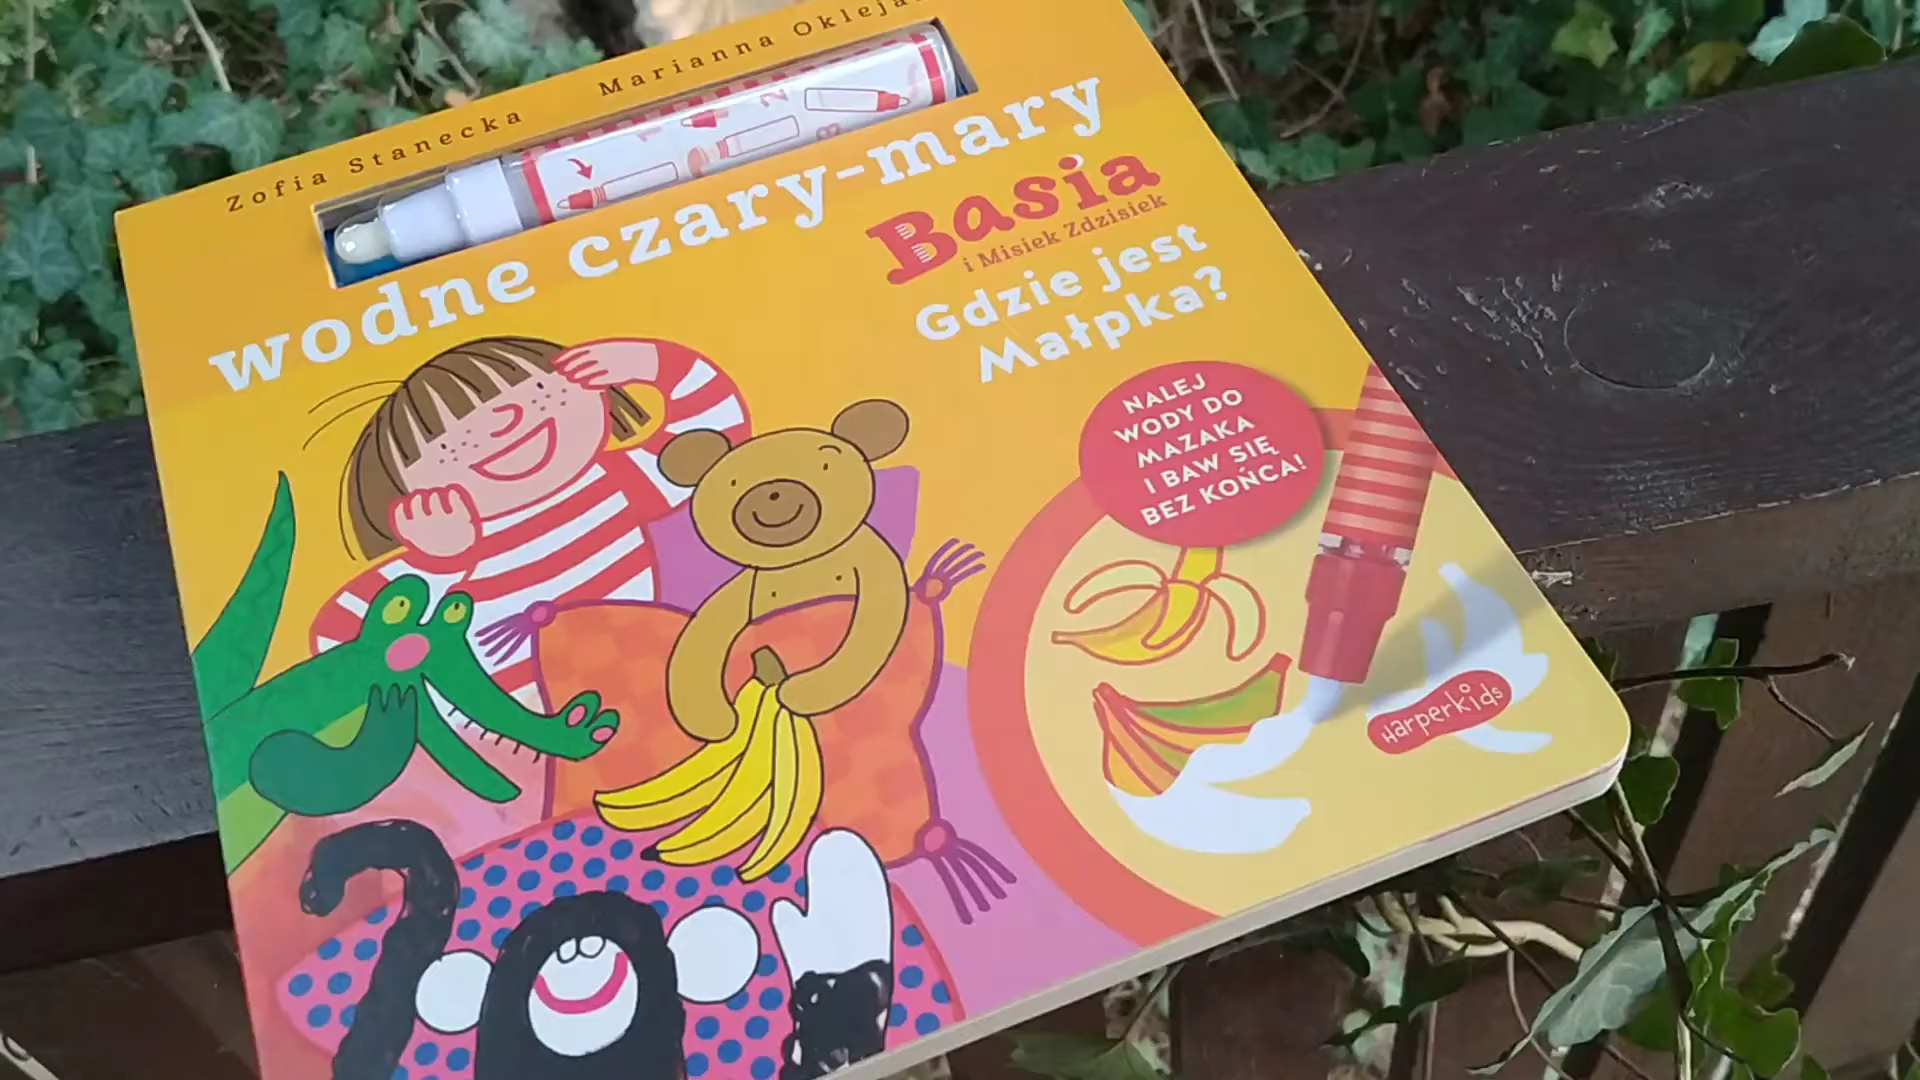 Zofia Stanecka Marianna Oklejak
wodne czary-mary
Basia
i Misiek Zdzisiek
Gdzie jest
Małpka?
NALEJ
WODY DO
MAZAKA
I BAW SIĘ
BEZ KOŃCA!
HarperKids